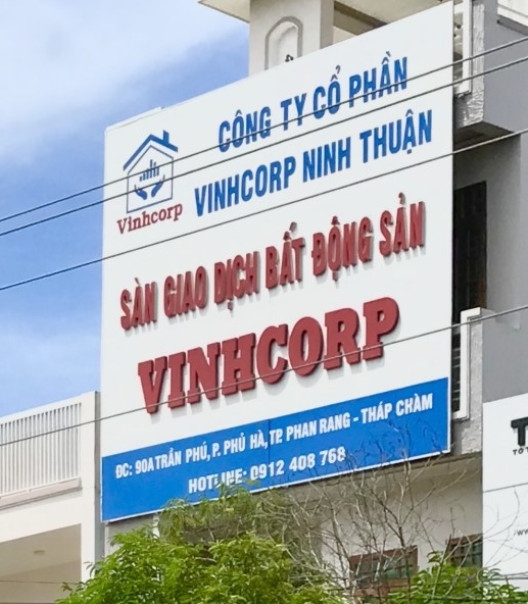 CÔNG TY CỔ PHẦN
VINHCORP NINH THUẬN
Vinhcorp
SÀN GIAO DỊCH BẤT ĐỘNG SẢN
VINHCORP
ĐC: 90A TRẦN PHÚ, P. PHỦ HÀ, TP PHAN RANG - THÁP CHÀM
HOTLINE: 0912 408 768